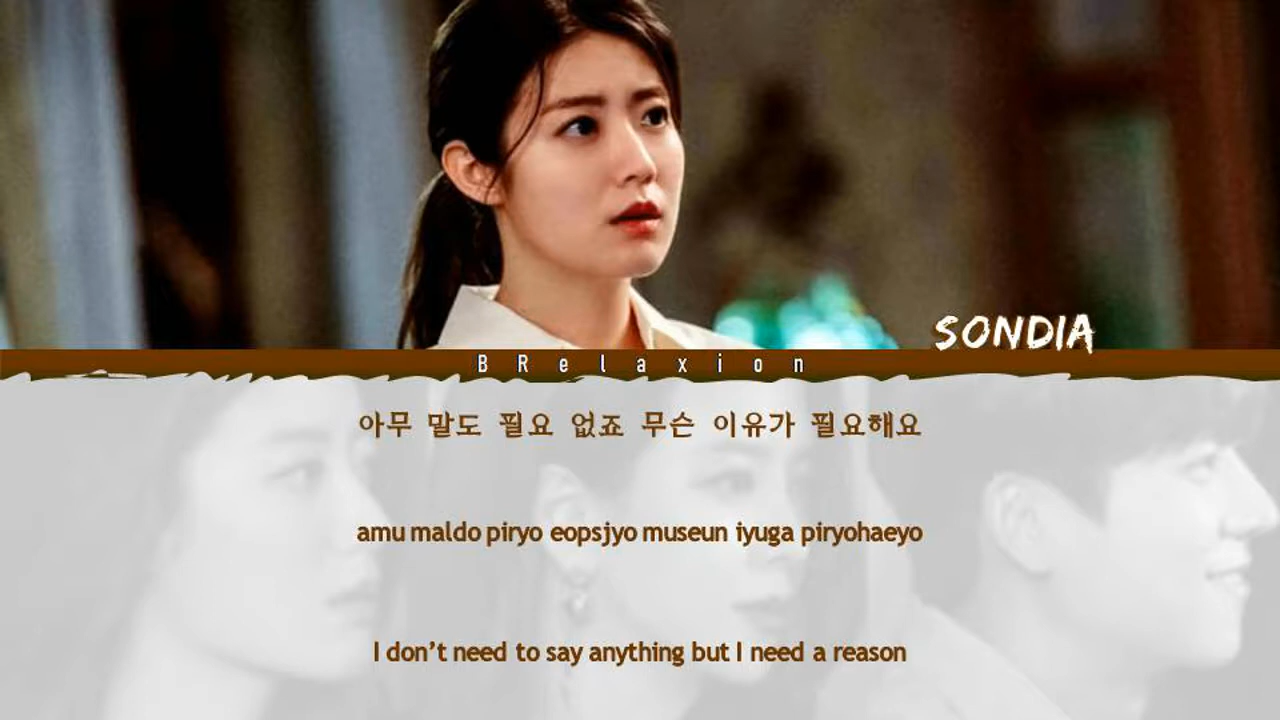 SONDIA
BRelaxion
아무 말도 필요 없죠 무슨 이유가 필요해요
amu maldo piryo eopsjyo museun iyuga piryohaeyo
I don't need to say anything but I need a reason